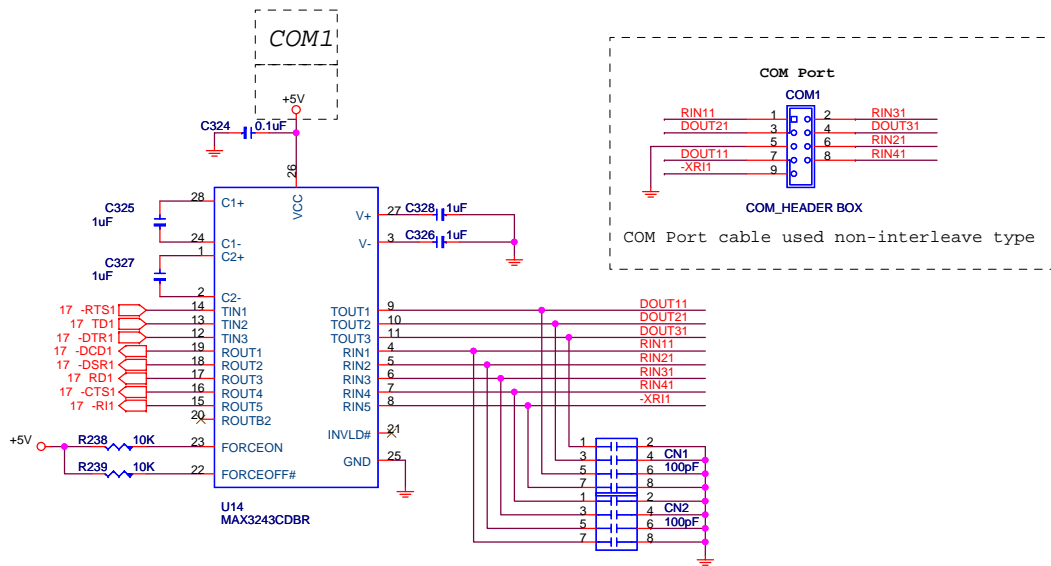 COM1
+5V
C324
0.1uF
26
VCC
28
C1+
C325
1uF
24
C1-
1
C2+
C327
1uF
2
C2-
17 -RTS1
14
TIN1
17 TD1
13
TIN2
17 -DTR1
12
TIN3
17 -DCD1
19
ROUT1
17 -DSR1
18
ROUT2
17 RD1
17
ROUT3
17 -CTS1
16
ROUT4
17 -RI1
15
ROUT5
20
ROUTB2
+5V
R238
10K
23
FORCEON
R239
10K
22
FORCEOFF#
U14
MAX3243CDBR
V+
27
C328
1uF
V-
3
C326
1uF
TOUT1
9
DOUT11
TOUT2
10
DOUT21
TOUT3
11
DOUT31
RIN1
4
RIN11
RIN2
5
RIN21
RIN3
6
RIN31
RIN4
7
RIN41
RIN5
8
-XRI1
INVLD#
21
GND
25
1
2
3
4
CN1
5
6
100pF
7
8
1
2
3
4
CN2
5
6
100pF
7
8
COM Port
COM1
RIN11
1
2
RIN31
DOUT21
3
4
DOUT31
5
6
RIN21
DOUT11
7
8
RIN41
-XRI1
9
COM_HEADER BOX
COM Port cable used non-interleave type